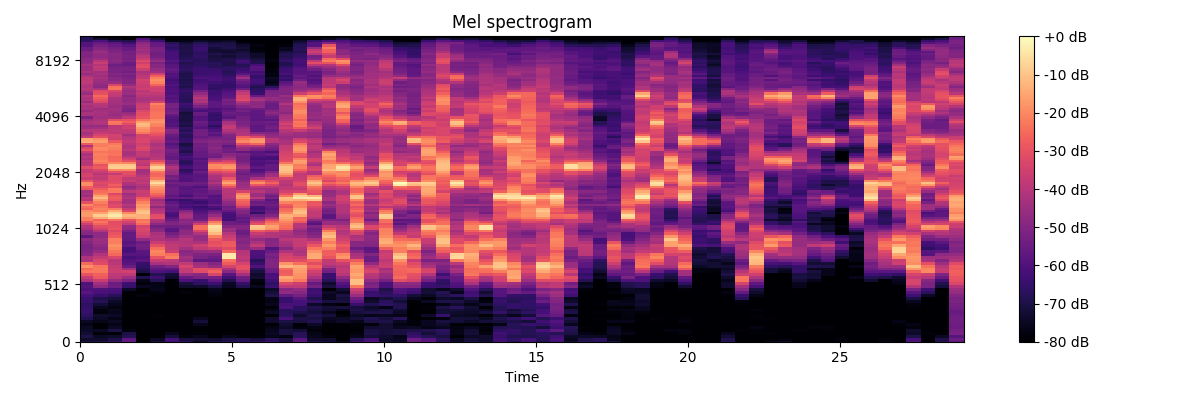 Mel spectrogram
8192
4096
2048
1024
512
0
Hz
0 5 10 15 20 25
Time
+0 dB
-10 dB
-20 dB
-30 dB
-40 dB
-50 dB
-60 dB
-70 dB
-80 dB